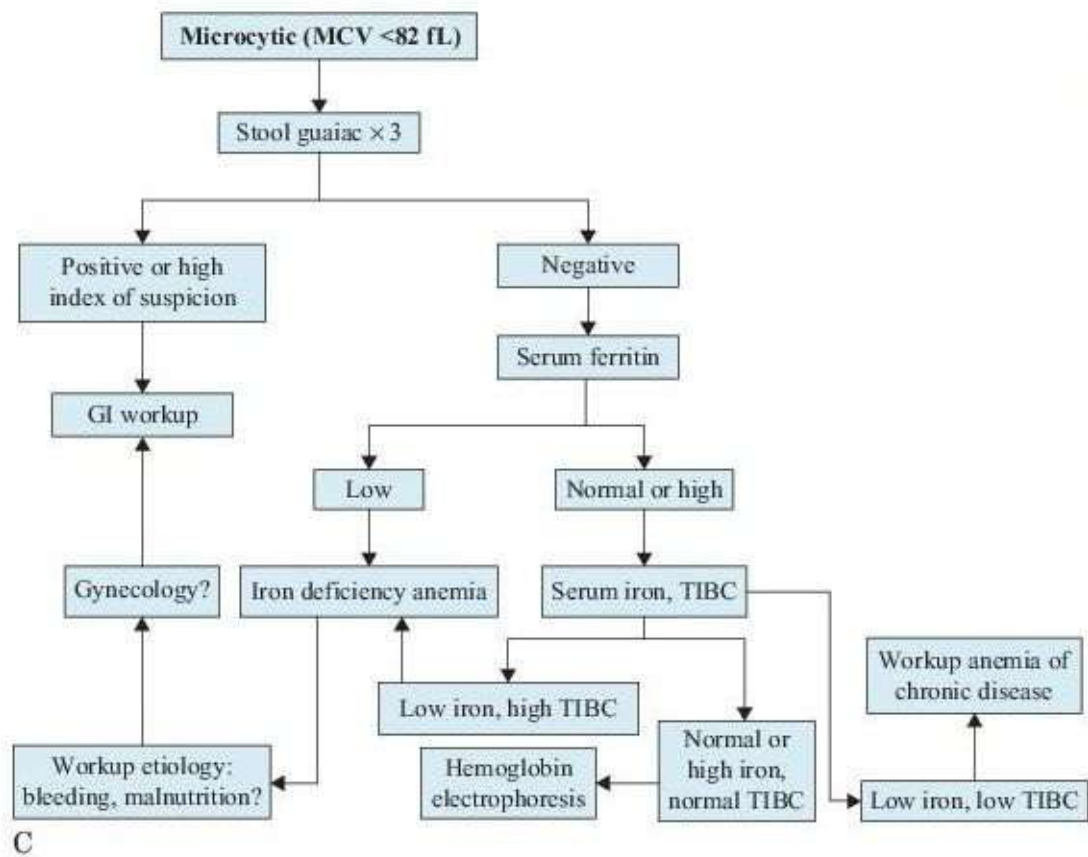 Microcytic (MCV <82 fL)
Stool guaiac × 3
Positive or high
index of suspicion
Negative
Serum ferritin
GI workup
Low
Normal or high
Gynecology?
Iron deficiency anemia
Serum iron, TIBC
Workup anemia of
chronic disease
Low iron, high TIBC
Normal or
high iron,
normal TIBC
Hemoglobin
electrophoresis
Workup etiology:
bleeding, malnutrition?
Low iron, low TIBC
C